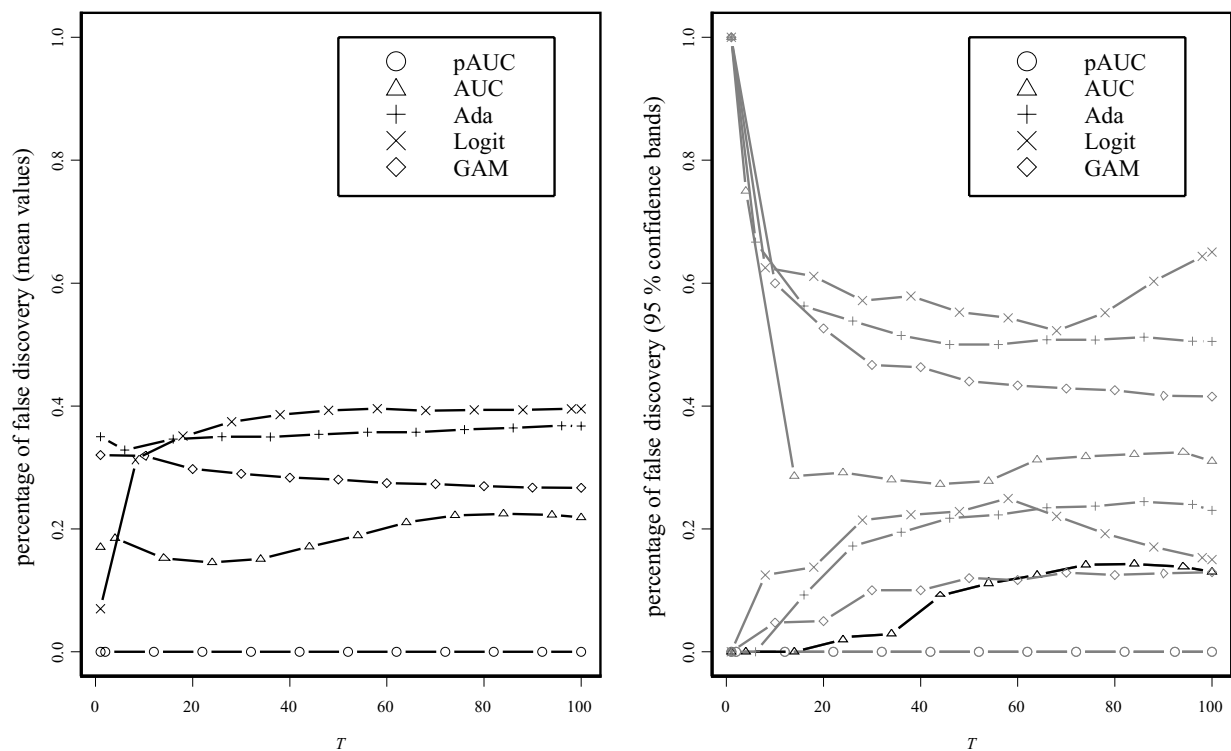 percentage of false discovery (mean values)
1.0
0.8
0.6
0.4
0.2
0.0
pAUC
AUC
Ada
Logit
GAM
0 20 40 60 80 100
T
percentage of false discovery (95 % confidence bands)
1.0
0.8
0.6
0.4
0.2
0.0
pAUC
AUC
Ada
Logit
GAM
0 20 40 60 80 100
T